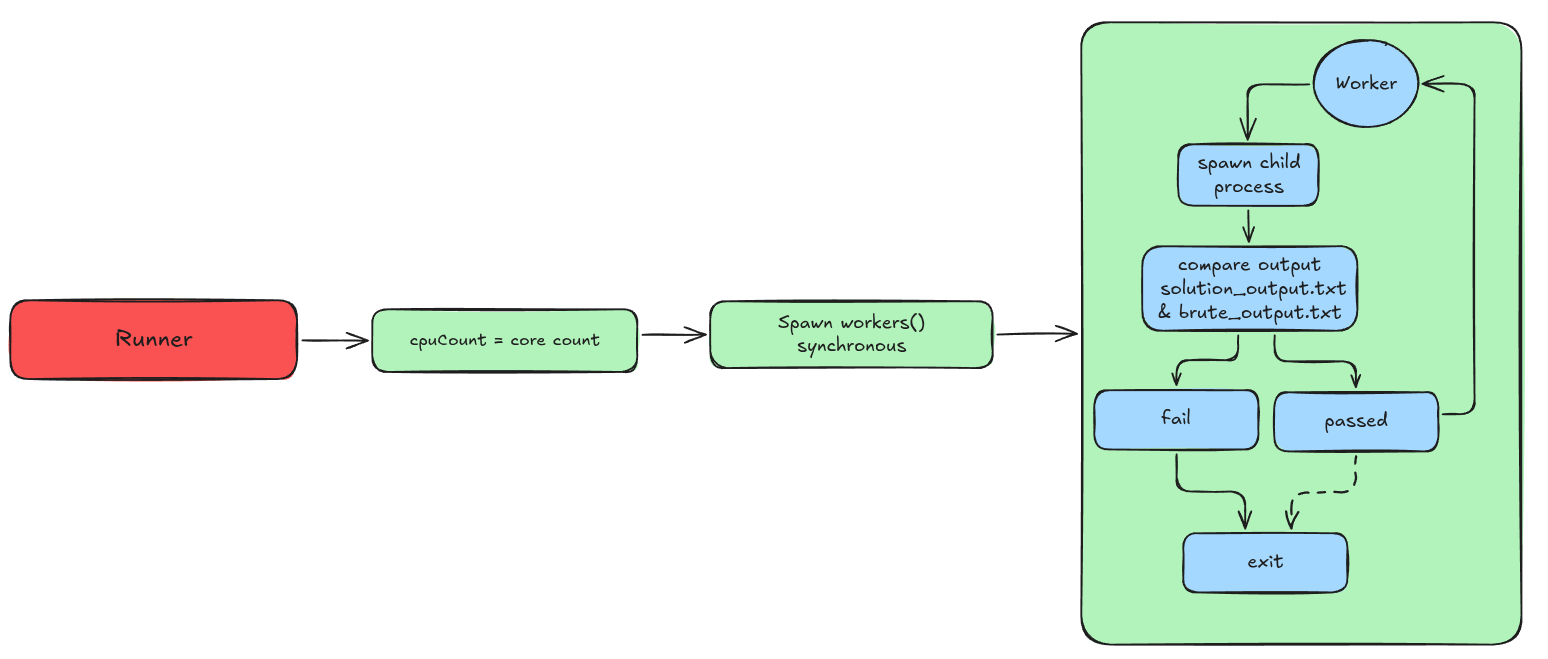 Runner
cpuCount = core count
Spawn workers()
synchronous
Worker
spawn child
process
compare output
solution_output.txt
& brute_output.txt
fail
passed
exit